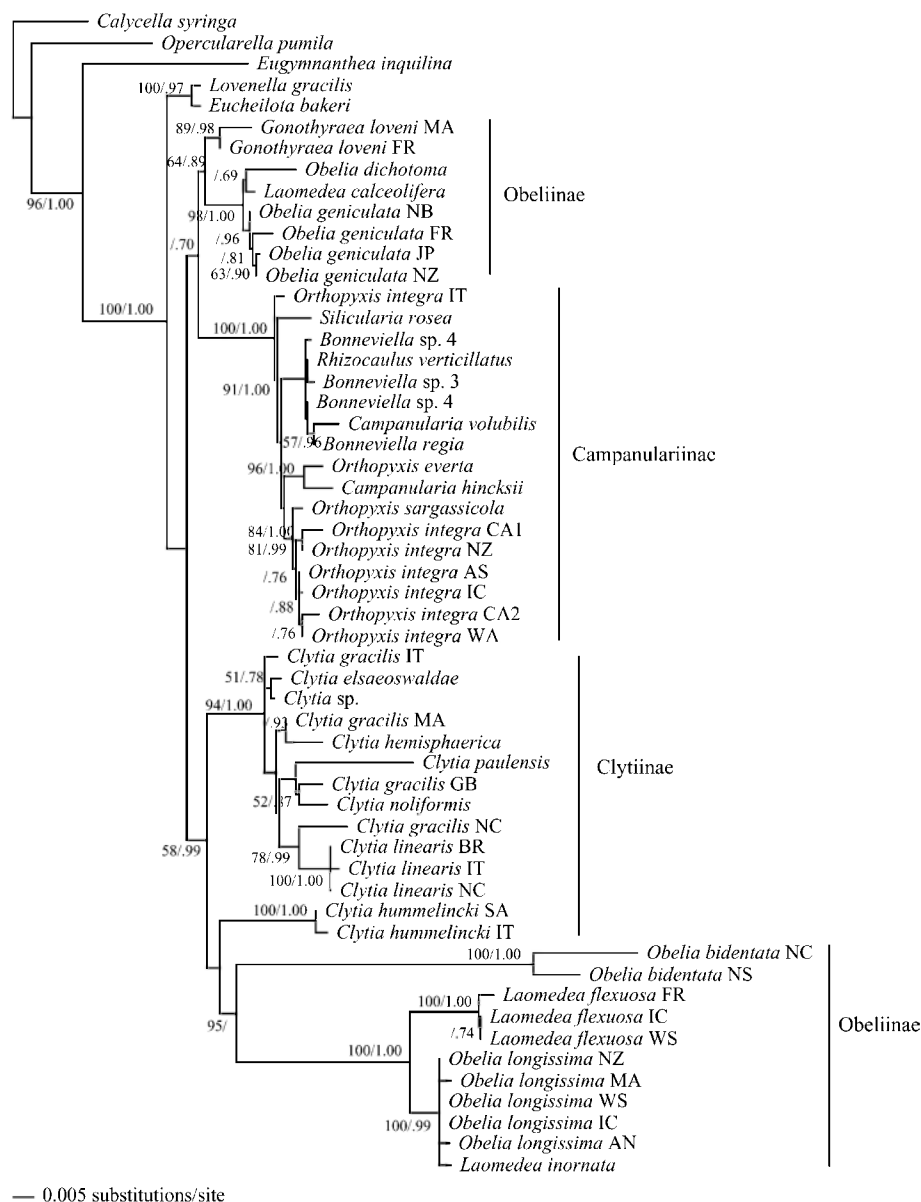 Calycella syringa
Opercularella pumila
Eugymnanthea inquilina
100/.97
Lovenella gracilis
Eucheilota bakeri
89/.98
Gonothyraea loveni MA
Gonothyraea loveni FR
64/.89
/.69
Obelia dichotoma
Laomedea calceolifera
Obeliinae
96/1.00
98/1.00
Obelia geniculata NB
/.96
Obelia geniculata FR
/.70
/.81
Obelia geniculata JP
63/.90
Obelia geniculata NZ
Orthopyxis integra IT
100/1.00
100/1.00
Silicularia rosea
Bonneviella sp. 4
Rhizocaulus verticillatus
91/1.00
Bonneviella sp. 3
Bonneviella sp. 4
Campanularia volubilis
57/.96
Bonneviella regia
Campanulariinae
96/1.00
Orthopyxis everta
Campanularia hincksii
Orthopyxis sargassicola
84/1.00
Orthopyxis integra CA1
81/.99
Orthopyxis integra NZ
/.76
Orthopyxis integra AS
Orthopyxis integra IC
/.88
Orthopyxis integra CA2
/.76
Orthopyxis integra WA
Clytia gracilis IT
51/.78
Clytia elsaeoswaldae
94/1.00
Clytia sp.
/.93
Clytia gracilis MA
Clytia hemisphaerica
Clytia paulensis
Clytiinae
Clytia gracilis GB
52/.87
Clytia noliformis
Clytia gracilis NC
58/.99
78/.99
Clytia linearis BR
Clytia linearis IT
100/1.00
Clytia linearis NC
100/1.00
Clytia hummelincki SA
Clytia hummelincki IT
100/1.00
Obelia bidentata NC
Obelia bidentata NS
100/1.00
Laomedea flexuosa FR
Laomedea flexuosa IC
Obeliinae
95/
/.74
Laomedea flexuosa WS
100/1.00
Obelia longissima NZ
Obelia longissima MA
Obelia longissima WS
Obelia longissima IC
100/.99
Obelia longissima AN
Laomedea inornata
0.005 substitutions/site